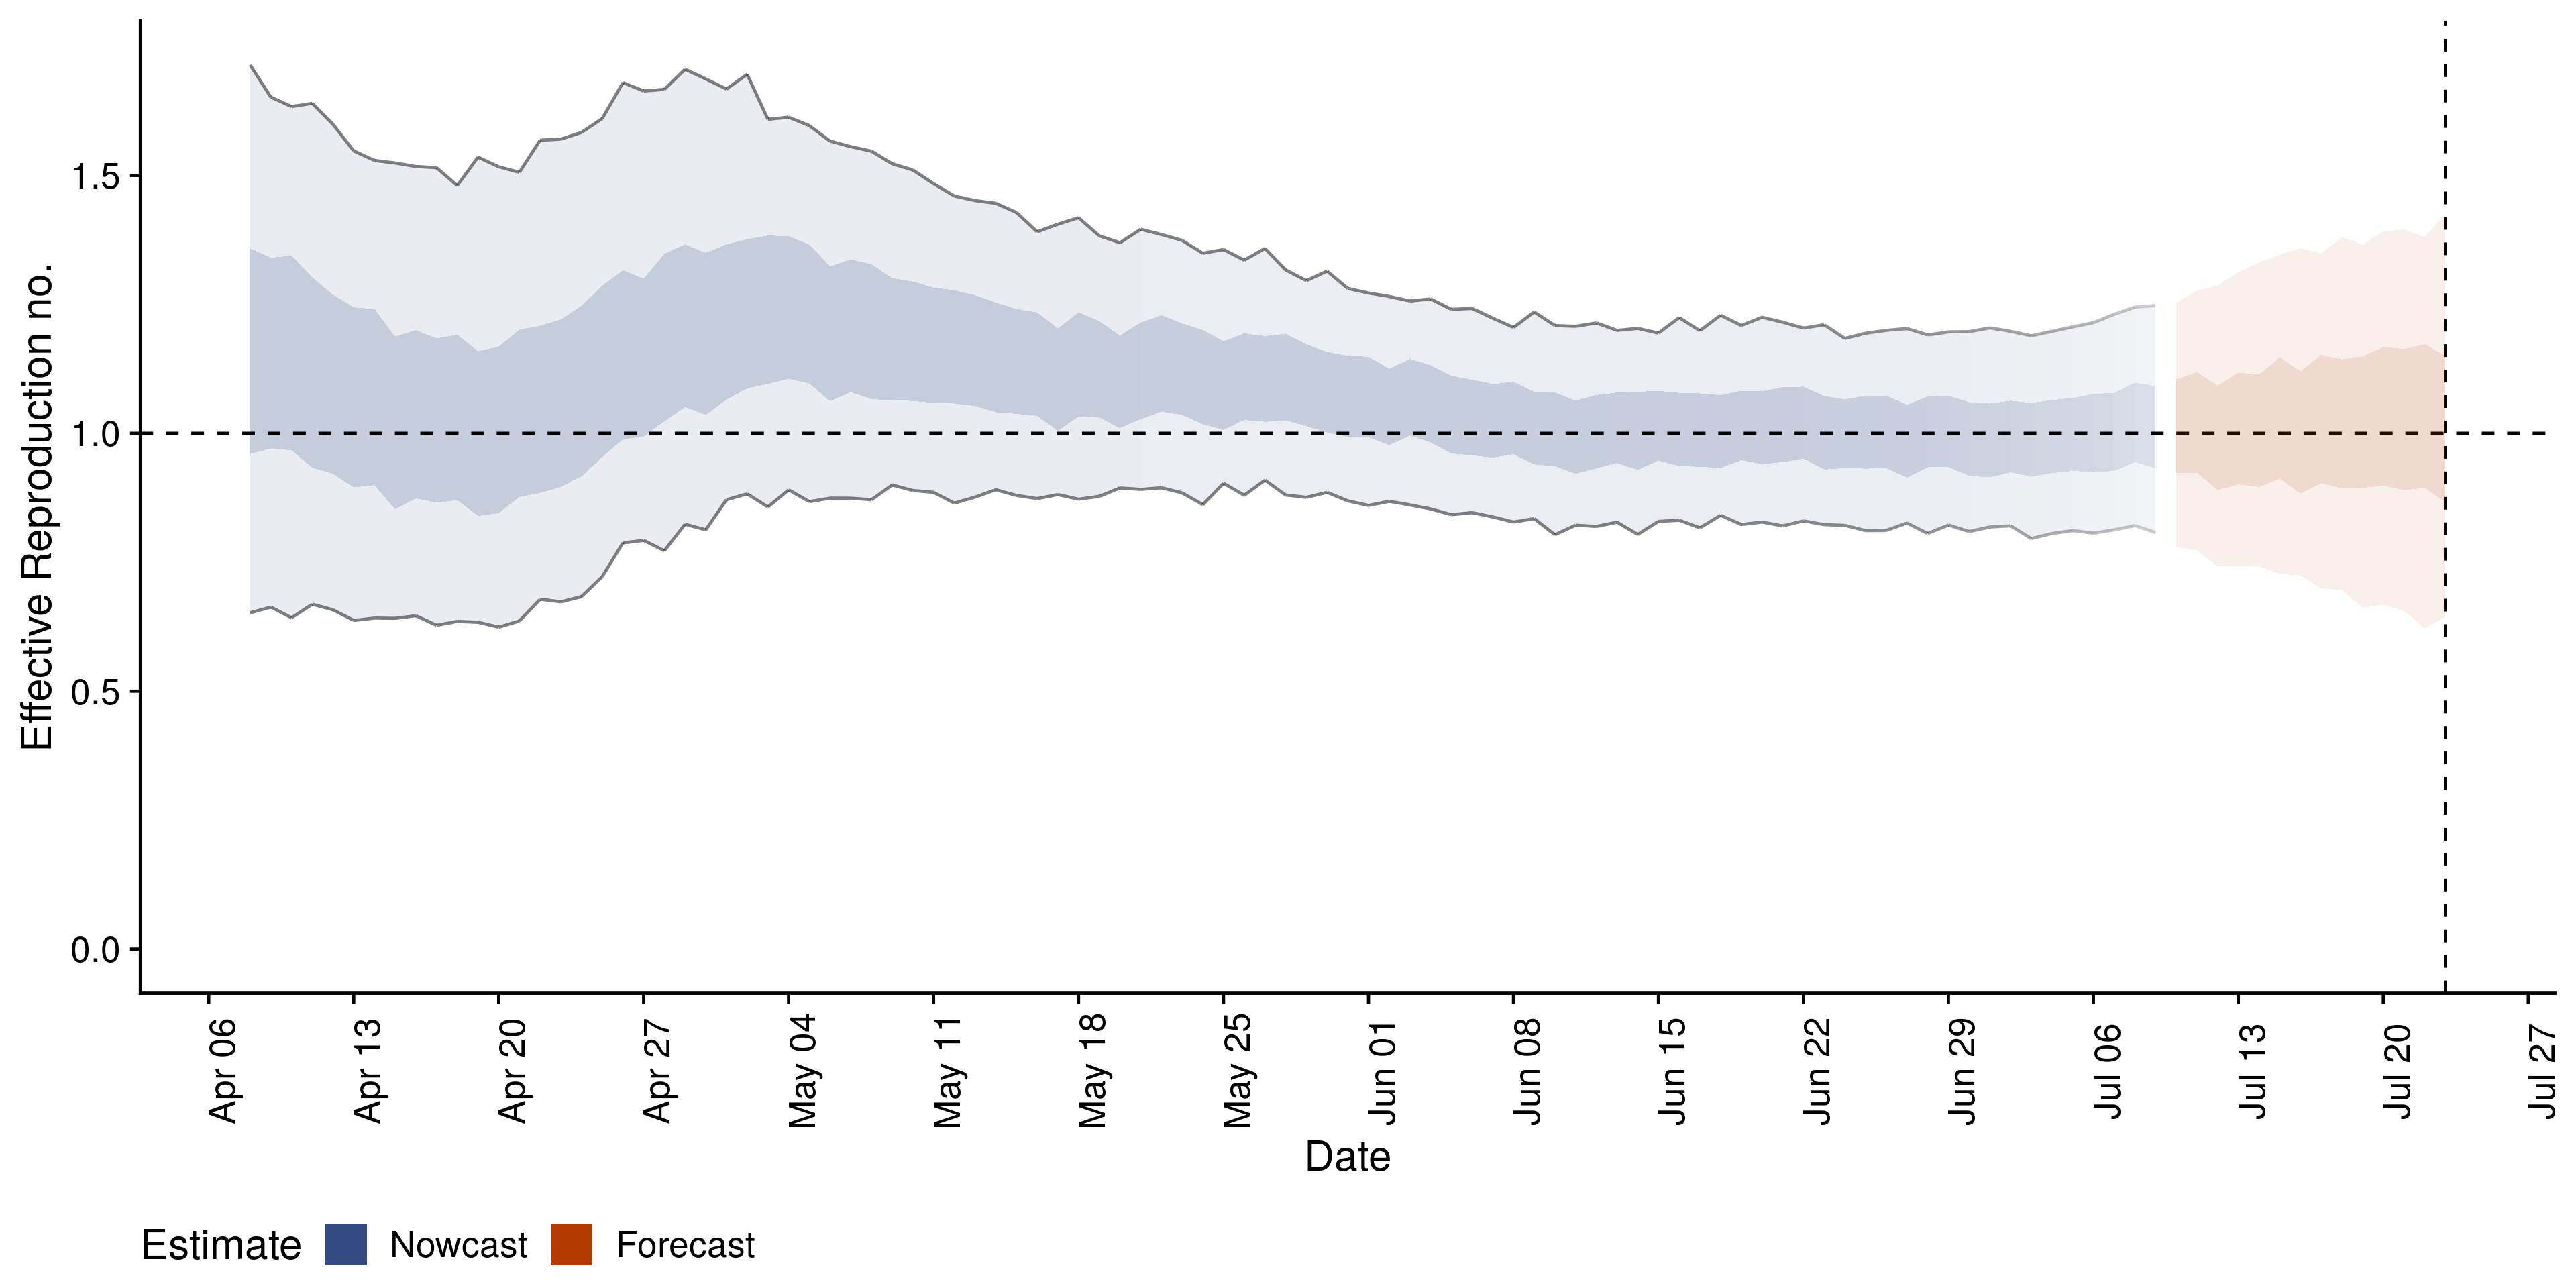 Effective Reproduction no.
1.5
1.0
0.5
0.0
Apr 06
Apr 13
Apr 20
Apr 27
May 04
May 11
May 18
May 25
Jun 01
Jun 08
Jun 15
Jun 22
Jun 29
Jul 06
Jul 13
Jul 20
Jul 27
Date
Estimate Nowcast Forecast